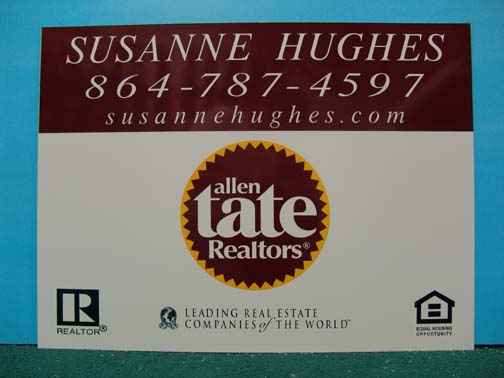 SUSANNE HUGHES
864-787-4597
susannehughes.com
allen
tate
Realtors®
R
REALTOR®
LEADING REAL ESTATE
COMPANIES of THE WORLD™
EQUAL HOUSING
OPPORTUNITY